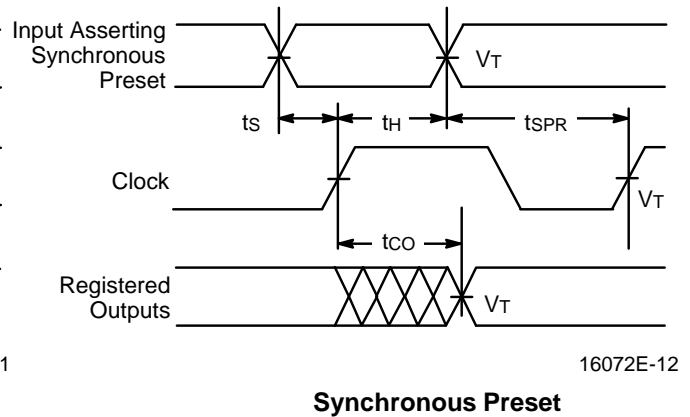 Input Asserting
Synchronous
Preset
VT
tS
tH
tSPR
Clock
VT
tCO
Registered
Outputs
VT
1
16072E-12
Synchronous Preset